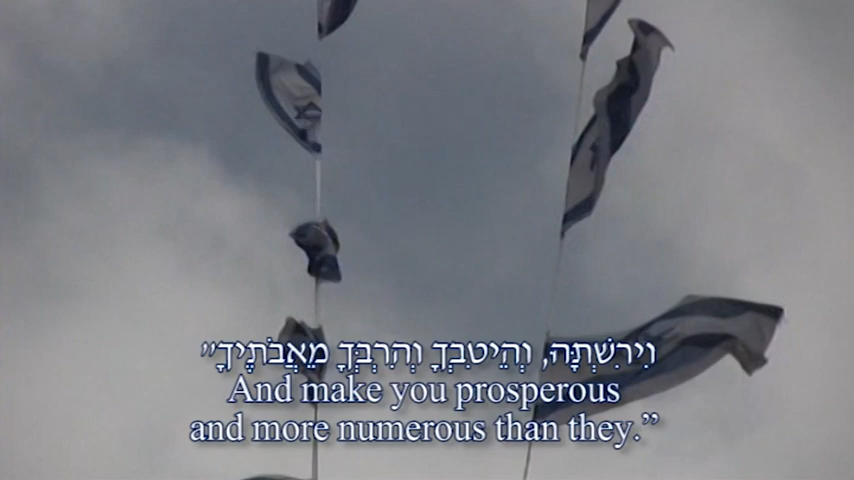 וִירִשְׁתָּהּ, וְהֵיטִבְךָ וְהִרְבְּךָ מֵאֲבֹתֶיךָ”
And make you prosperous
and more numerous than they.”